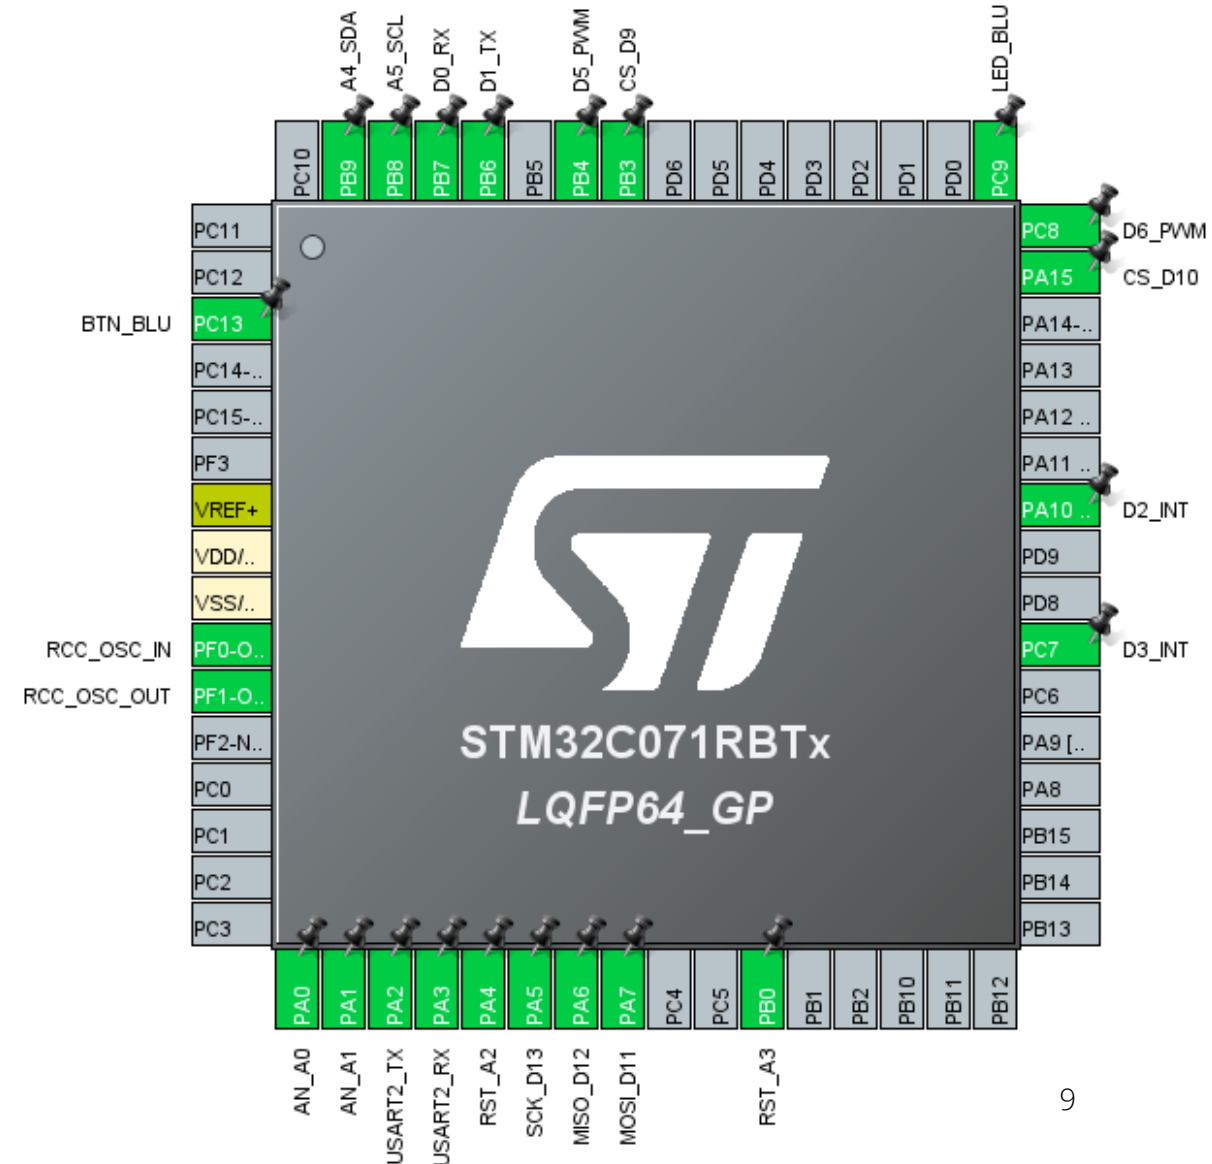 A4_SDA
A5_SCL
D0_RX
D1_TX
D5_PWM
CS_D9
LED_BLU
PC10
PB9
PB8
PB7
PB6
PB5
PB4
PB3
PD6
PD5
PD4
PD3
PD2
PD1
PD0
PC9
PC11
PC12
BTN_BLU PC13
PC14-..
PC15-..
PF3
VREF+
VDD/..
VSS/..
RCC_OSC_IN PF0-O..
RCC_OSC_OUT PF1-O..
PF2-N..
PC0
PC1
PC2
PC3
ST
STM32C071RBTx
LQFP64_GP
PC8 D6_PWM
PA15 CS_D10
PA14-..
PA13
PA12 ..
PA11 ..
PA10 .. D2_INT
PD9
PD8
PC7 D3_INT
PC6
PA9 [..
PA8
PB15
PB14
PB13
PA0
PA1
PA2
PA3
PA4
PA5
PA6
PA7
PC4
PC5
PB0
PB1
PB2
PB10
PB11
PB12
AN_A0
AN_A1
USART2_TX
USART2_RX
RST_A2
SCK_D13
MISO_D12
MOSI_D11
RST_A3
9